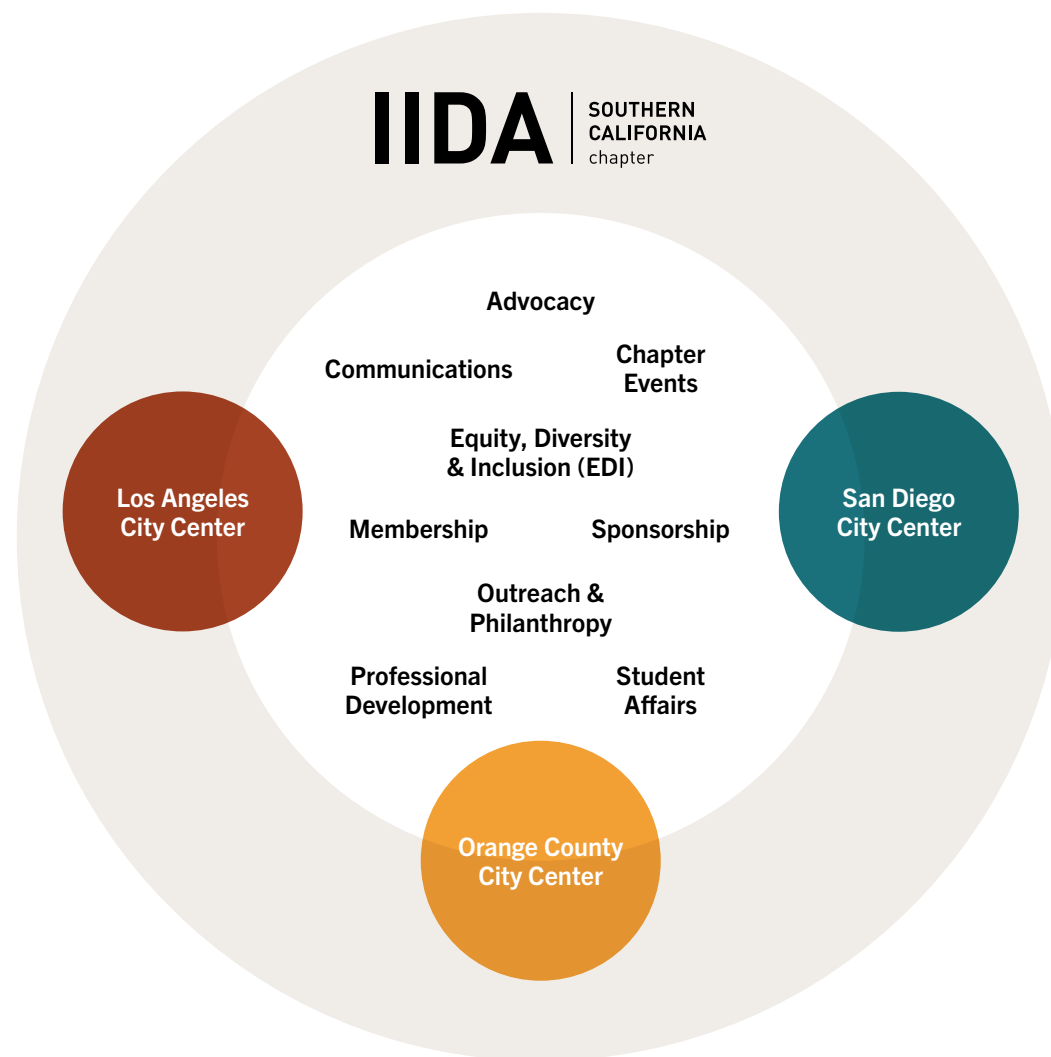 IIDA
SOUTHERN
CALIFORNIA
chapter
Advocacy
Communications
Chapter
Events
Equity, Diversity
& Inclusion (EDI)
Los Angeles
City Center
San Diego
City Center
Membership
Sponsorship
Outreach &
Philanthropy
Professional
Development
Student
Affairs
Orange County
City Center